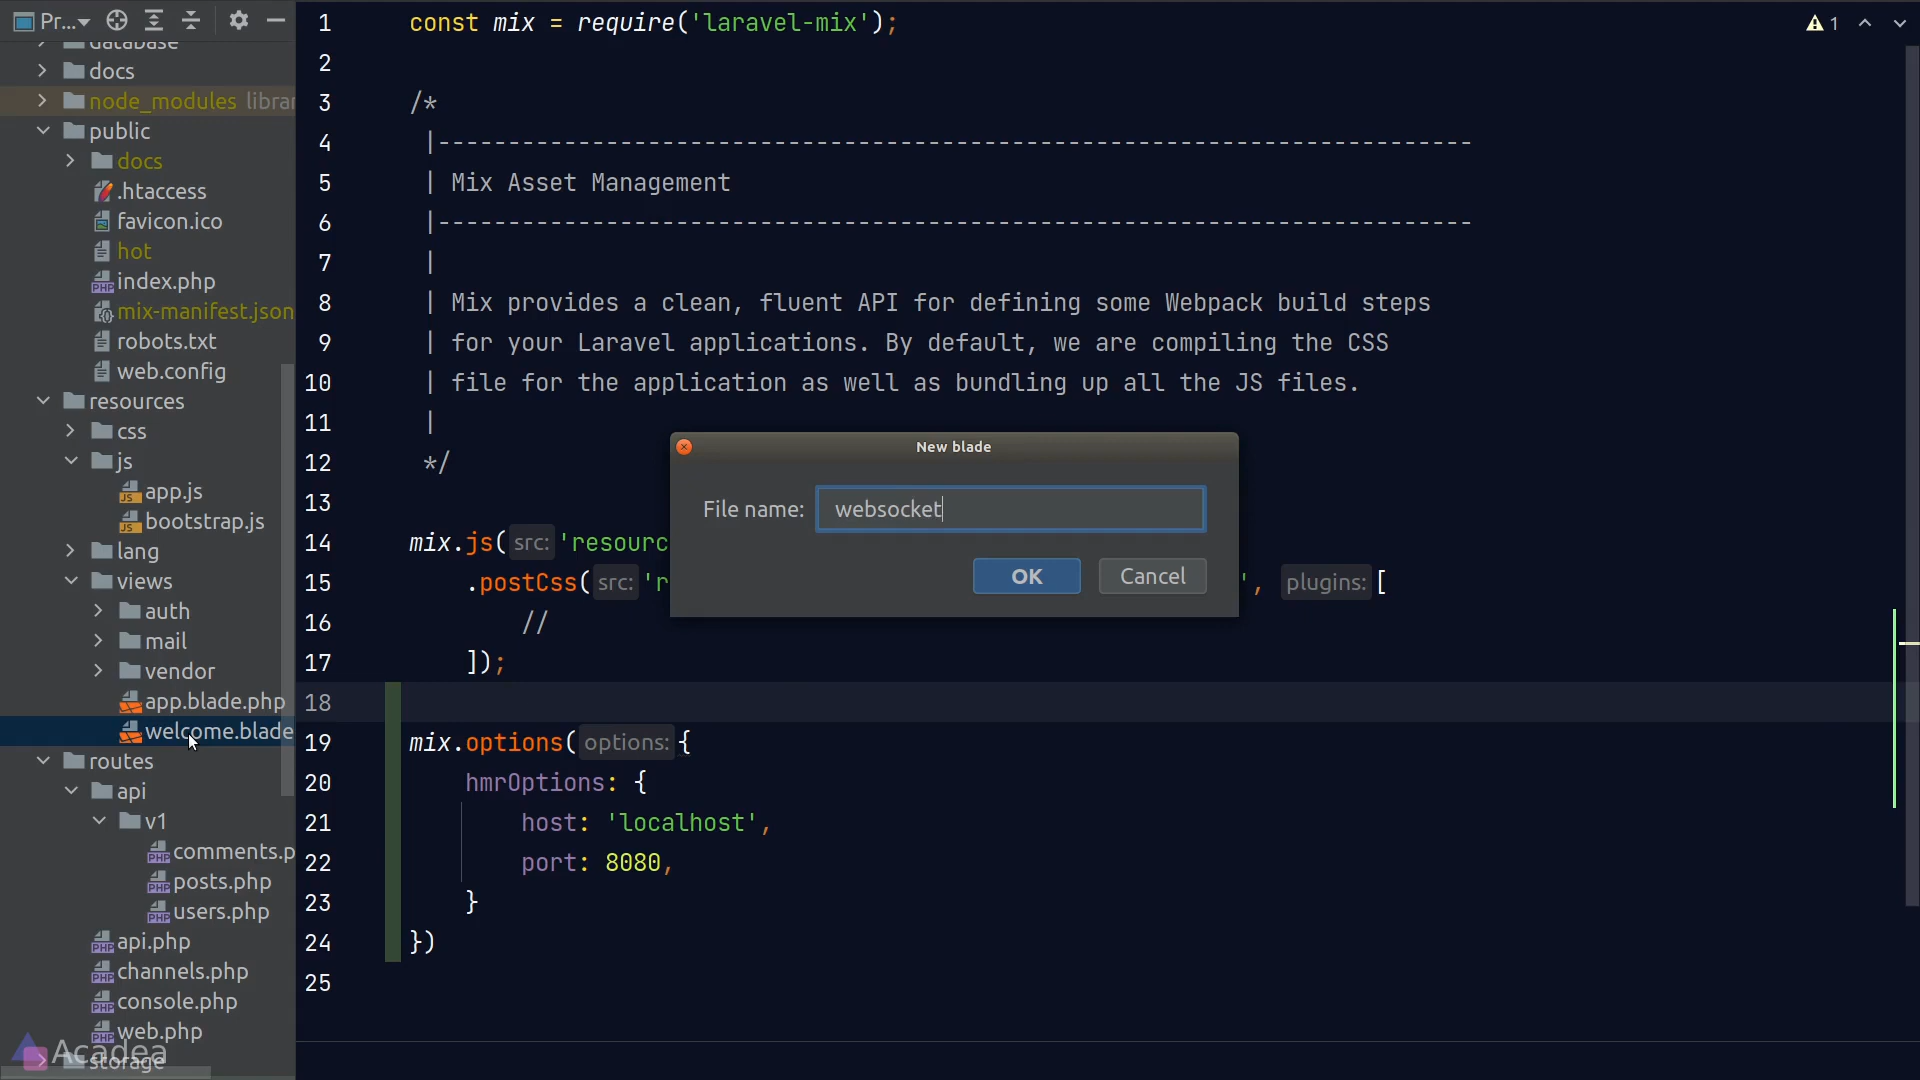 Pr...
database
docs
node_modules librar
public
docs
.htaccess
favicon.ico
hot
index.php
mix-manifest.json
robots.txt
web.config
resources
css
js
app.js
bootstrap.js
lang
views
auth
mail
vendor
app.blade.php
welcome.blade
routes
api
v1
comments.p
posts.php
users.php
api.php
channels.php
console.php
web.php
storage
Acadea
1 const mix = require('laravel-mix');
2
3 /*
4 |--------------------------------------------------------------------------
5 | Mix Asset Management
6 |--------------------------------------------------------------------------
7 |
8 | Mix provides a clean, fluent API for defining some Webpack build steps
9 | for your Laravel applications. By default, we are compiling the CSS
10 | file for the application as well as bundling up all the JS files.
11 |
12 */
13
14 mix.js( src: 'resourc
15 .postCss( src: 'r ', plugins: [
16 //
17 ]);
18
19 mix.options( options: {
20 hmrOptions: {
21 host: 'localhost',
22 port: 8080,
23 }
24 })
25
1
New blade
File name: websocket
OK Cancel